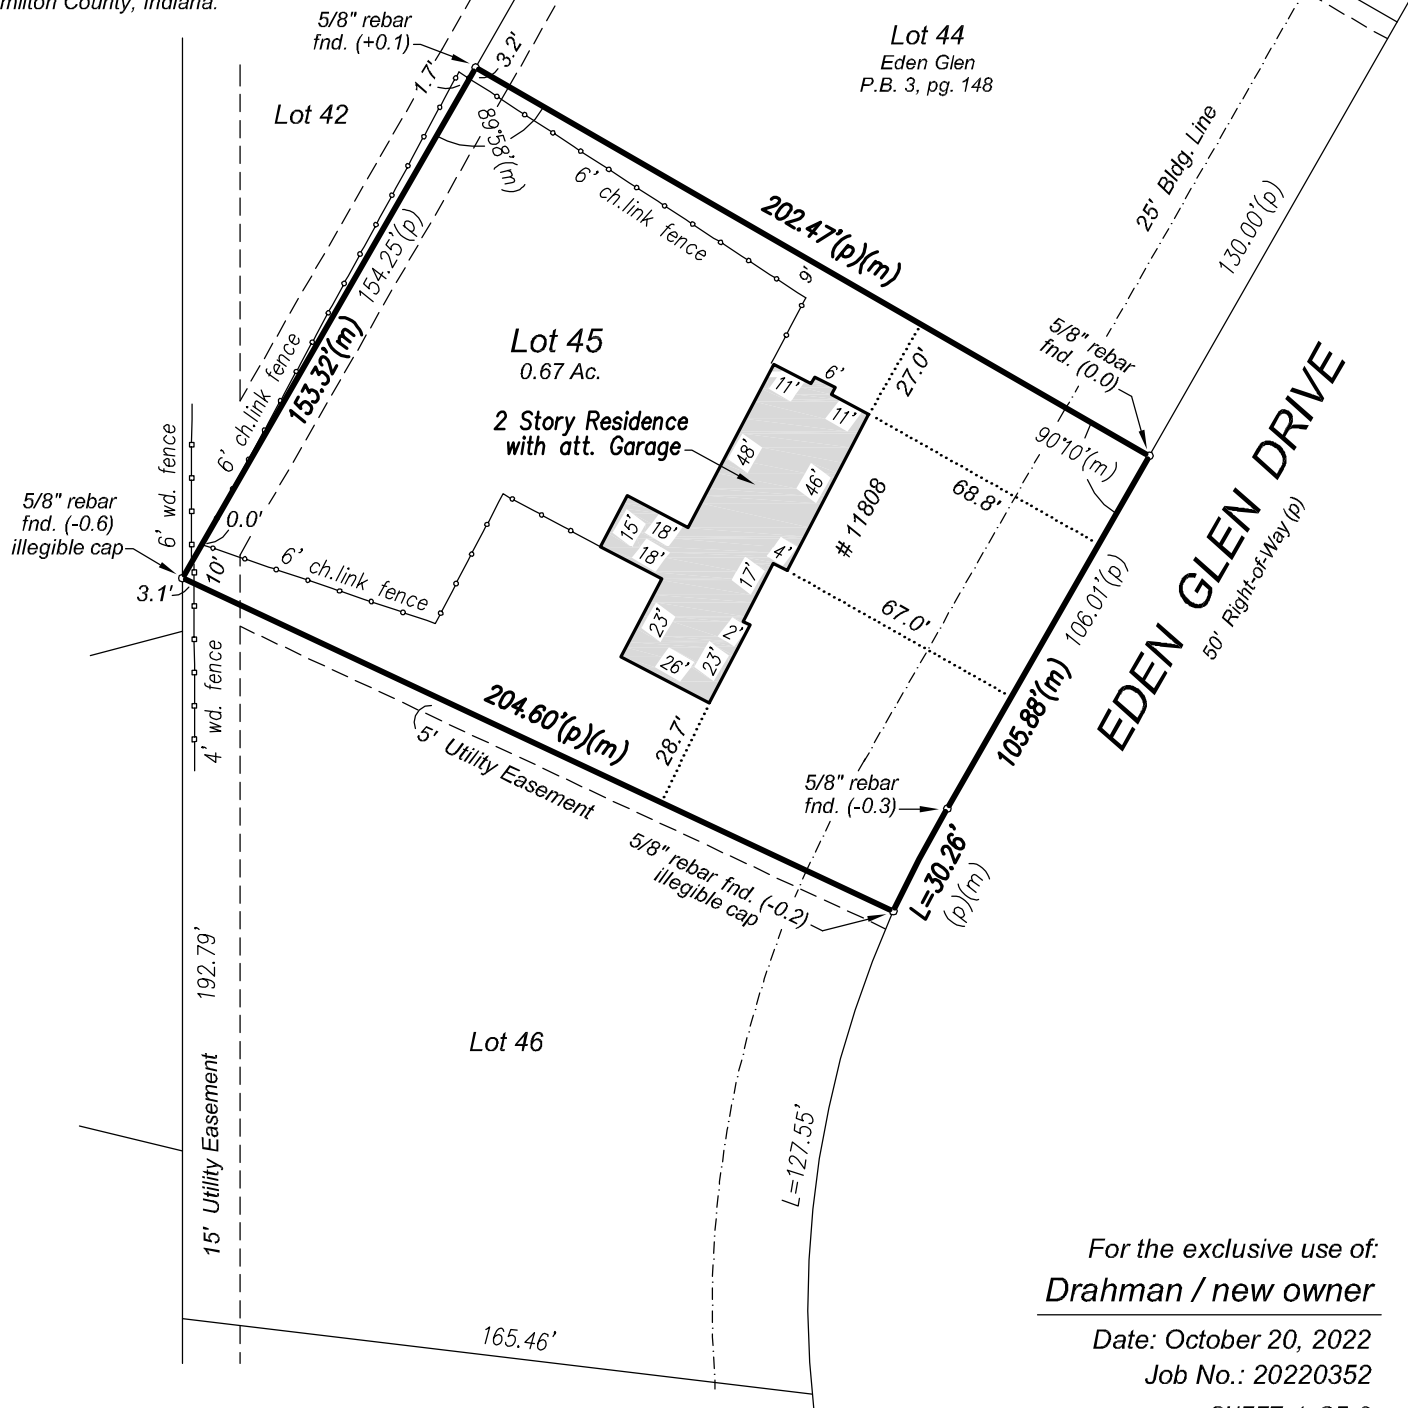 milton County, Indiana.
5/8" rebar
fnd. (+0.1)
3.2'
1.7'
Lot 42
89°58'(m)
Lot 44
Eden Glen
P.B. 3, pg. 148
6' ch.link fence
202.47'(p)(m)
9'
25' Bldg. Line
130.00'(p)
154.25'(p)
153.32'(m)
6' ch.link fence
Lot 45
0.67 Ac.
2 Story Residence
with att. Garage
11'
6'
11'
48'
46'
15'
18'
18'
4'
17'
23'
2'
26'
23'
27.0'
68.8'
# 11808
67.0'
28.7'
5/8" rebar
fnd. (0.0)
90°10'(m)
EDEN GLEN DRIVE
50' Right-of-Way (p)
106.01'(p)
105.88'(m)
6' wd. fence
5/8" rebar
fnd. (-0.6)
illegible cap
0.0'
10'
3.1'
6' ch.link fence
4' wd. fence
204.60'(p)(m)
5' Utility Easement
5/8" rebar
fnd. (-0.3)
5/8" rebar fnd. (-0.2)
illegible cap
L=30.26'
(p)(m)
192.79'
15' Utility Easement
Lot 46
L=127.55'
165.46'
For the exclusive use of:
Drahman / new owner
Date: October 20, 2022
Job No.: 20220352